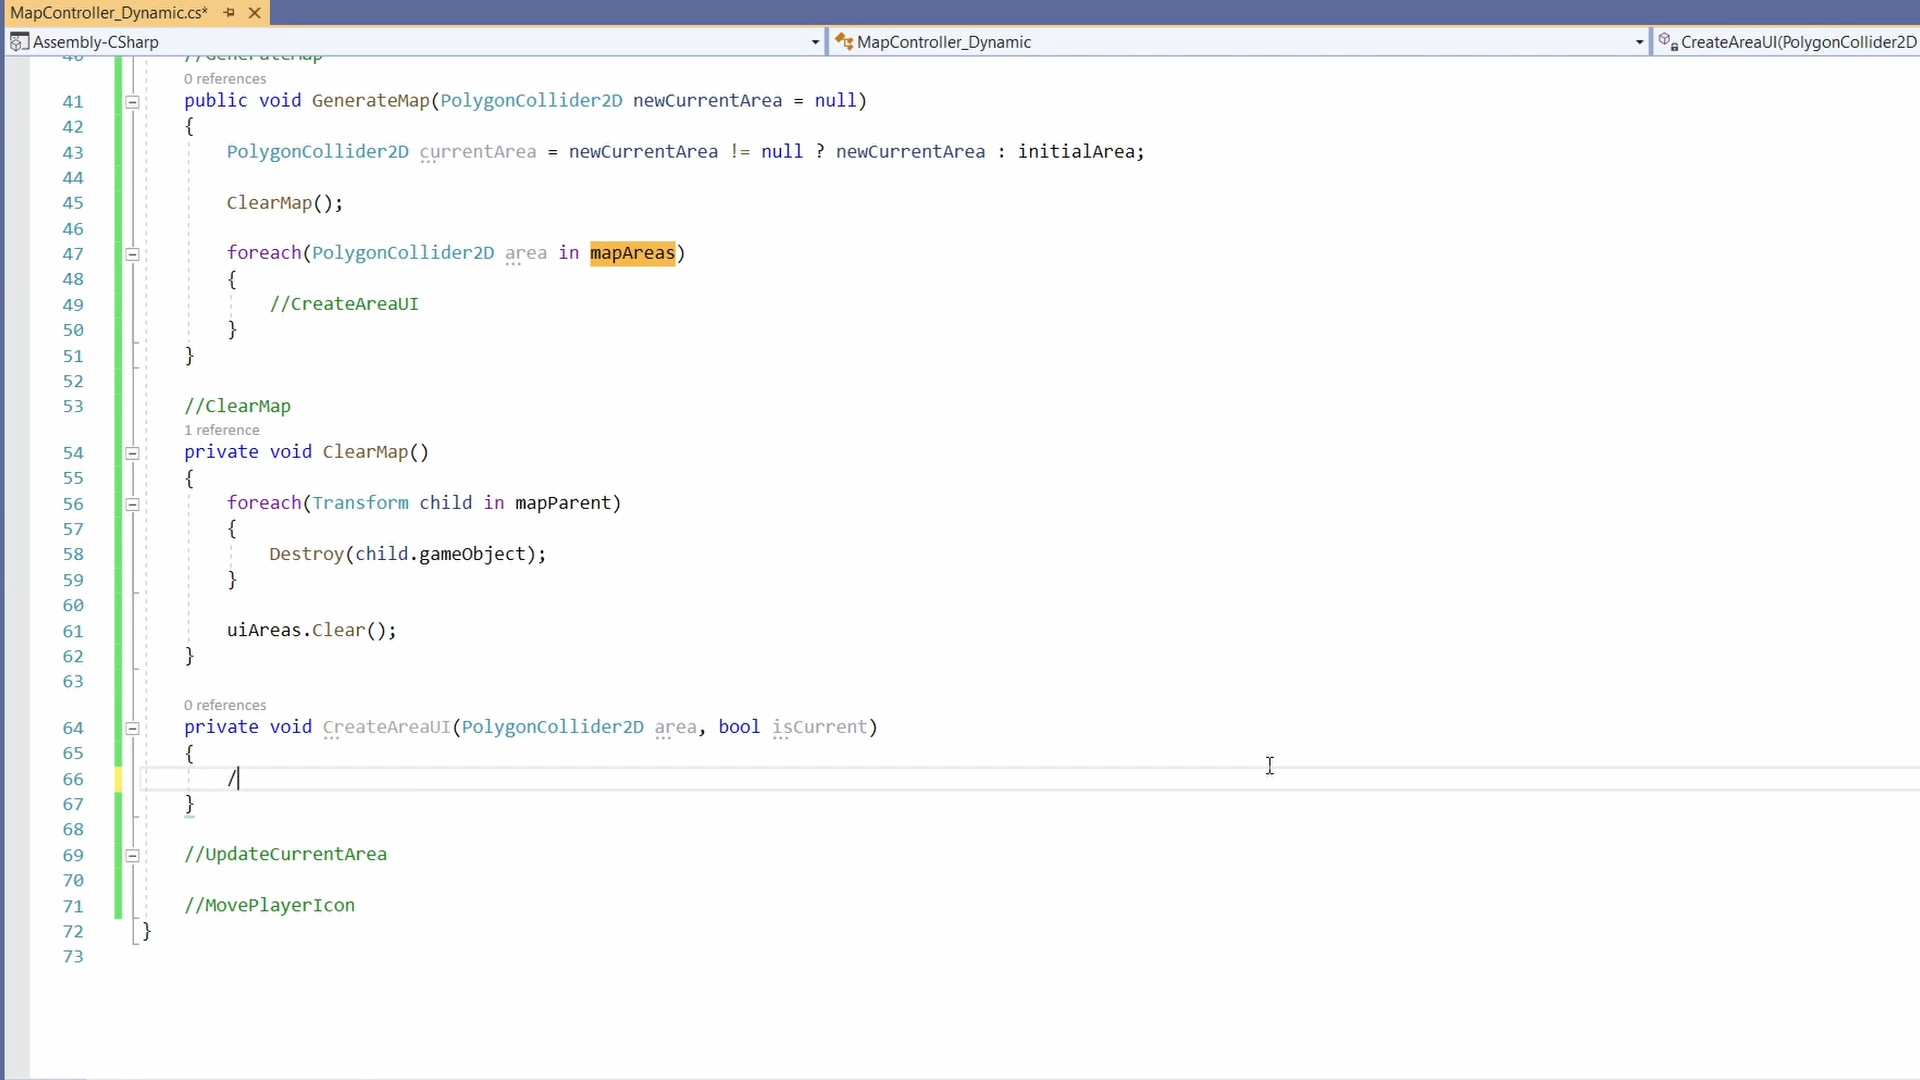 MapController_Dynamic.cs*
Assembly-CSharp
MapController_Dynamic
CreateAreaUI(PolygonCollider2D
40 //GenerateMap
0 references
41 public void GenerateMap(PolygonCollider2D newCurrentArea = null)
42 {
43 PolygonCollider2D currentArea = newCurrentArea != null ? newCurrentArea : initialArea;
44
45 ClearMap();
46
47 foreach(PolygonCollider2D area in mapAreas)
48 {
49 //CreateAreaUI
50 }
51 }
52
53 //ClearMap
1 reference
54 private void ClearMap()
55 {
56 foreach(Transform child in mapParent)
57 {
58 Destroy(child.gameObject);
59 }
60
61 uiAreas.Clear();
62 }
63
0 references
64 private void CreateAreaUI(PolygonCollider2D area, bool isCurrent)
65 {
66 /
67 }
68
69 //UpdateCurrentArea
70
71 //MovePlayerIcon
72 }
73